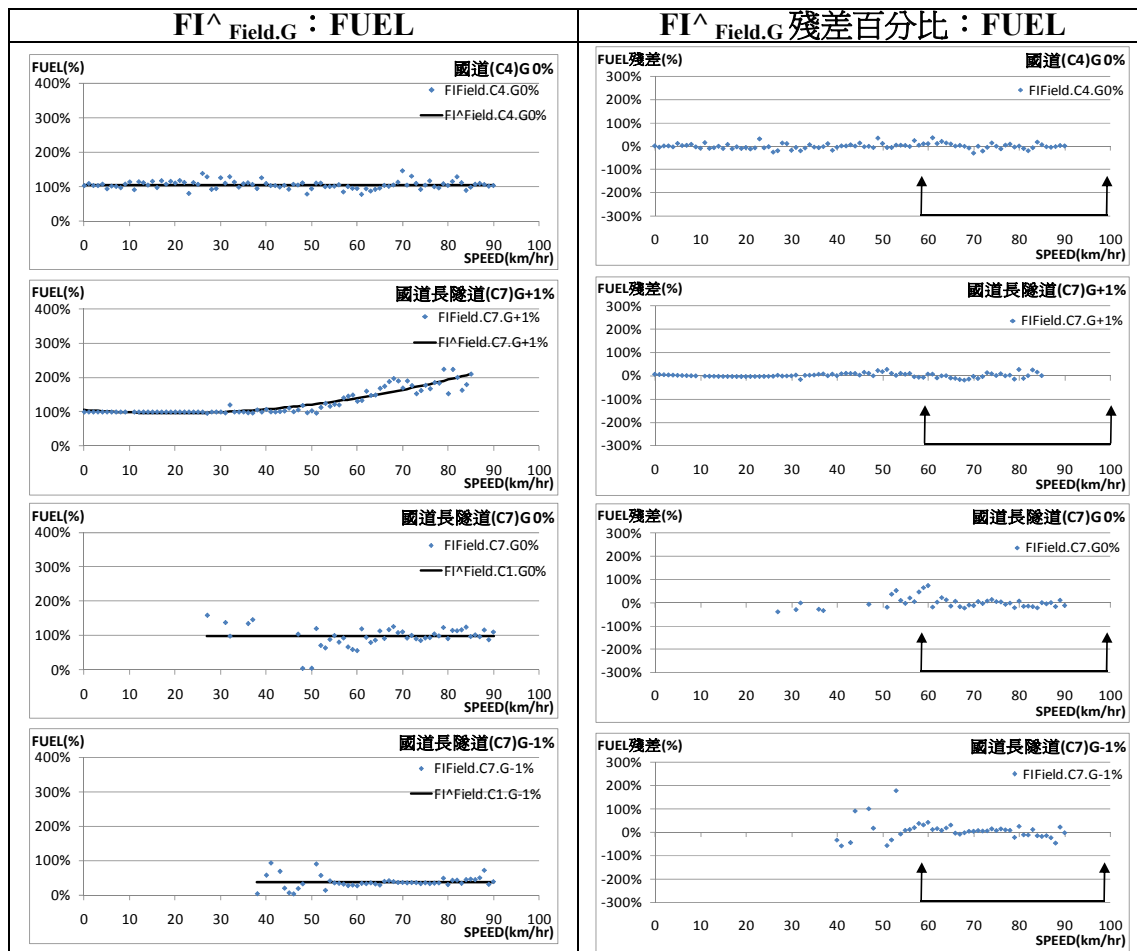 FI^ Field.G：FUEL
FI^ Field.G 殘差百分比：FUEL
FUEL(%)
國道(C4)G0%
400%
300%
200%
100%
0%
FIField.C4.G0%
FI^Field.C4.G0%
0 10 20 30 40 50 60 70 80 90 100
SPEED(km/hr)
FUEL殘差(%)
國道(C4)G0%
300%
200%
100%
0%
-100%
-200%
-300%
FIField.C4.G0%
0 10 20 30 40 50 60 70 80 90 100
SPEED(km/hr)
FUEL(%)
國道長隧道(C7)G+1%
400%
300%
200%
100%
0%
FIField.C7.G+1%
FI^Field.C7.G+1%
0 10 20 30 40 50 60 70 80 90 100
SPEED(km/hr)
FUEL殘差(%)
國道長隧道(C7)G+1%
300%
200%
100%
0%
-100%
-200%
-300%
FIField.C7.G+1%
0 10 20 30 40 50 60 70 80 90 100
SPEED(km/hr)
FUEL(%)
國道長隧道(C7)G0%
400%
300%
200%
100%
0%
FIField.C7.G0%
FI^Field.C1.G0%
0 10 20 30 40 50 60 70 80 90 100
SPEED(km/hr)
FUEL殘差(%)
國道長隧道(C7)G0%
300%
200%
100%
0%
-100%
-200%
-300%
FIField.C7.G0%
0 10 20 30 40 50 60 70 80 90 100
SPEED(km/hr)
FUEL(%)
國道長隧道(C7)G-1%
400%
300%
200%
100%
0%
FIField.C7.G-1%
FI^Field.C1.G-1%
0 10 20 30 40 50 60 70 80 90 100
SPEED(km/hr)
FUEL殘差(%)
國道長隧道(C7)G-1%
300%
200%
100%
0%
-100%
-200%
-300%
FIField.C7.G-1%
0 10 20 30 40 50 60 70 80 90 100
SPEED(km/hr)